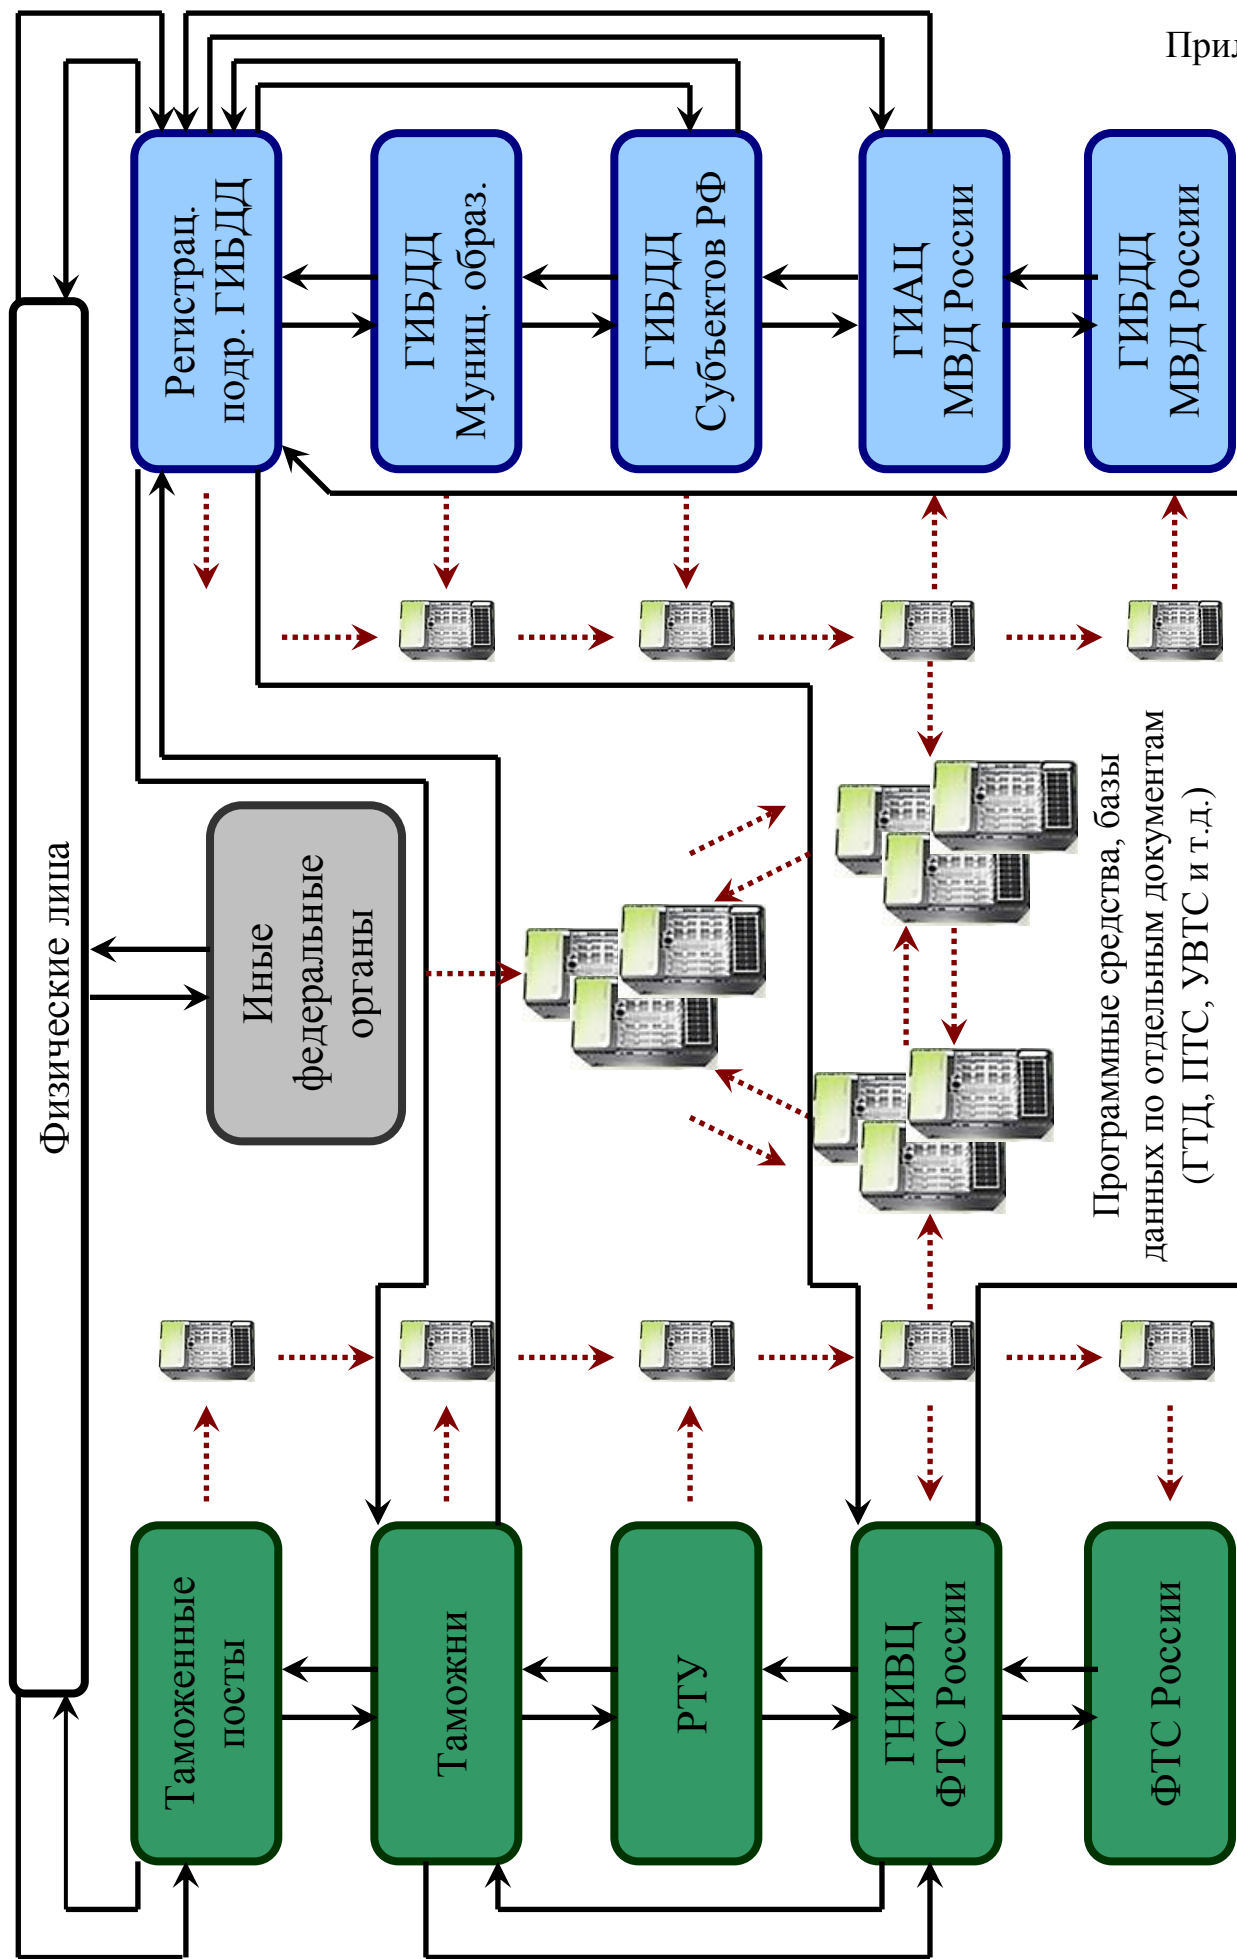 Прил
Физические лица
Таможенные
посты
Таможни
РТУ
ГНИВЦ
ФТС России
ФТС России
Иные
федеральные
органы
Программные средства, базы
данных по отдельным документам
(ГТД, ПТС, УВТС и т.д.)
Регистрац.
подр. ГИБДД
ГИБДД
Муниц. образ.
ГИБДД
Субъектов РФ
ГИАЦ
МВД России
ГИБДД
МВД России